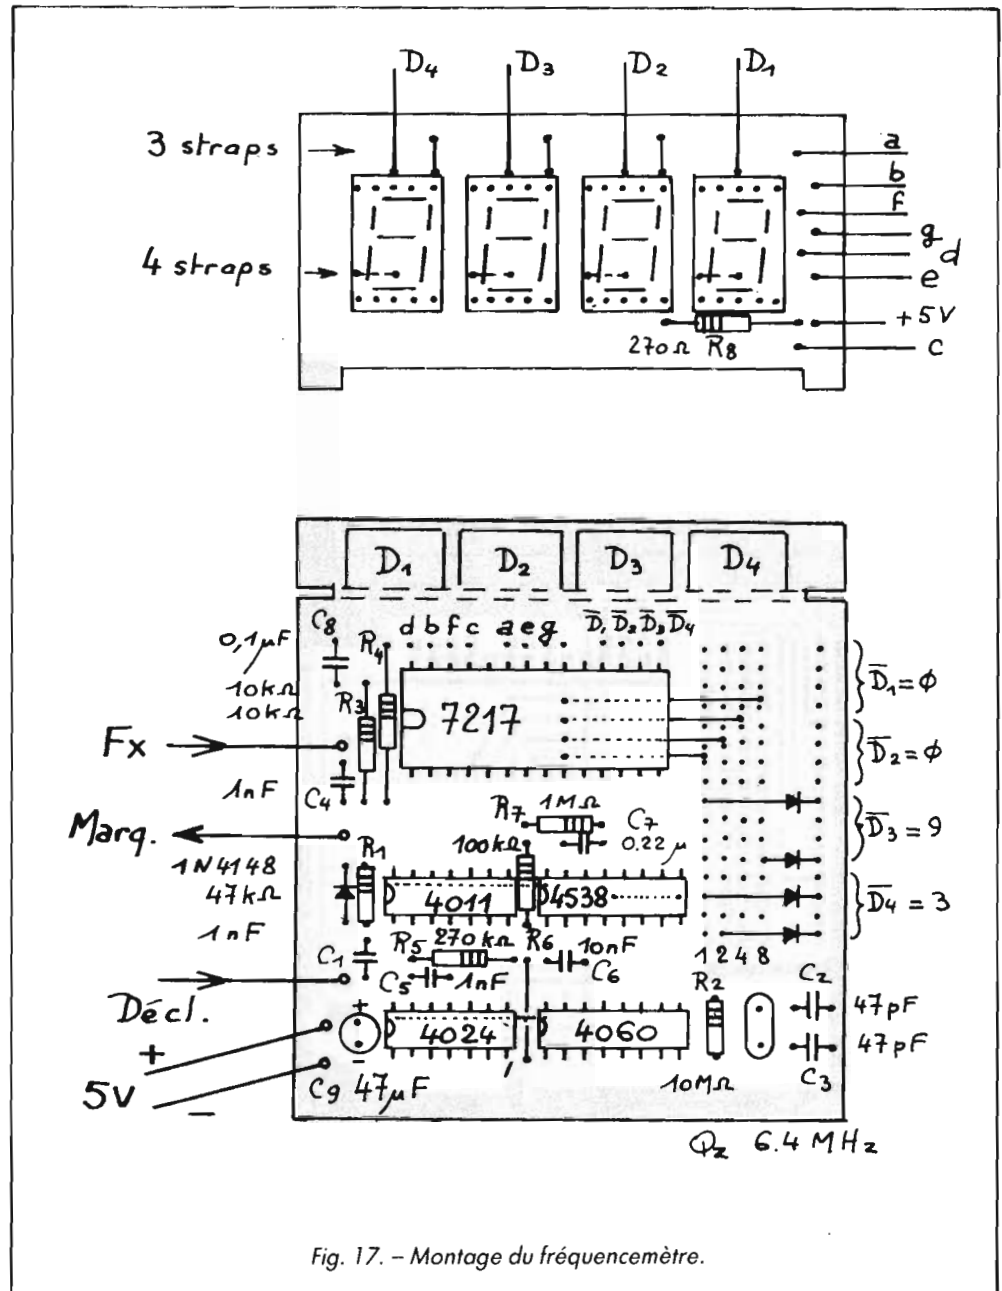 D4 D3 D2 D1
3 straps
a
b
f
g
4 straps
d
e
+5V
270Ω R8
c
D1 D2 D3 D4
C8
0,1µF
R4
d b f c a e g D̅1 D̅2 D̅3 D̅4
10kΩ
10kΩ
R3
7217
D̅1=ϕ
Fx
D̅2=ϕ
1nF
C4
R7 1MΩ
C7
0.22µ
D̅3=9
Marq.
R1
100kΩ
1N4148
47kΩ
4011
4538
D̅4=3
1nF
C1
R5 270kΩ R6 10nF
C5 1nF
C6
1248
R2
C2
47pF
Décl.
+
+
4024
4060
47pF
5V
-
-
C9 47µF
10MΩ
C3
Qz 6.4 MHz
Fig. 17. – Montage du fréquencemètre.